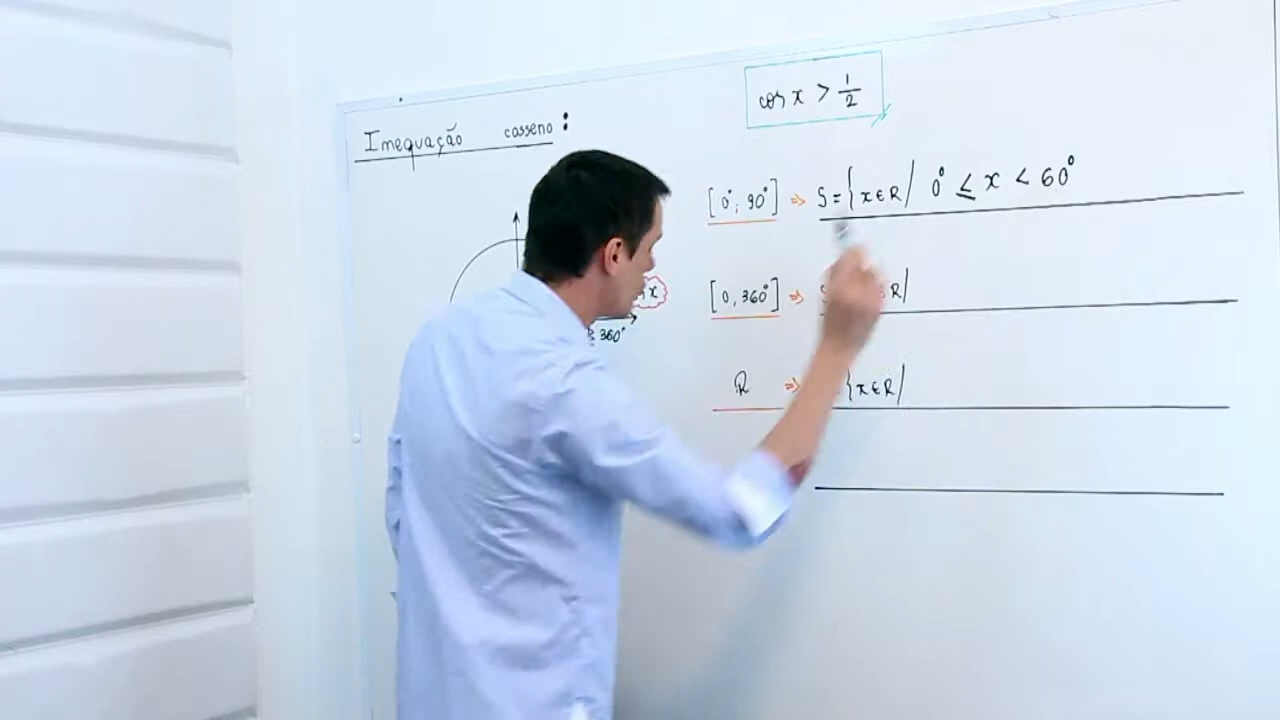 Inequação cosseno:
cos x > 1/2
[0°; 90°] ⇒ S = {x ∈ R / 0° ≤ x < 60°
x
360°
[0, 360°] ⇒ R /
R ⇒ {x ∈ R /